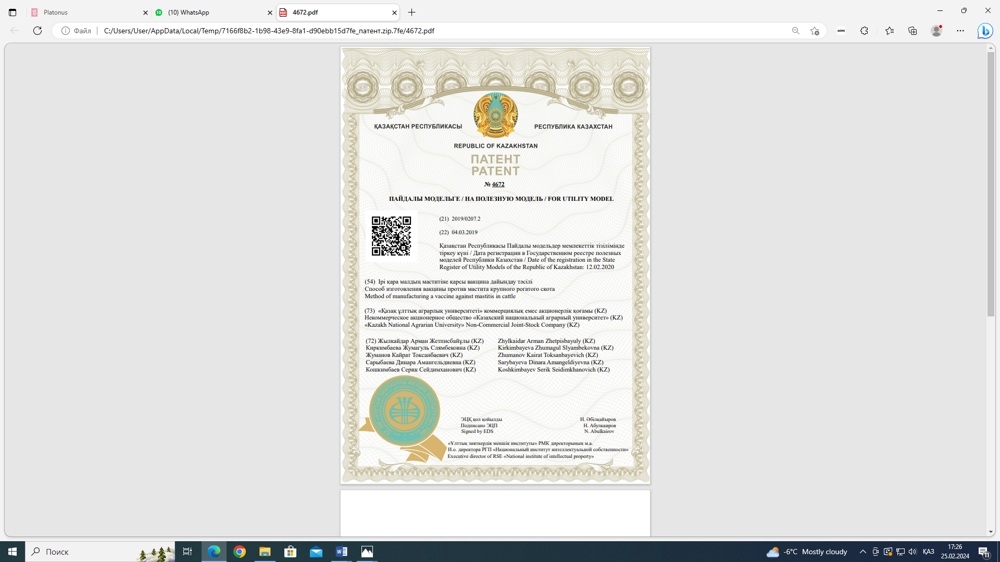 Platonus
(10) WhatsApp
4672.pdf
Файл
C:/Users/User/AppData/Local/Temp/7166f8b2-1b98-43e9-8fa1-d90ebb15d7fe_патент.zip.7fe/4672.pdf
ҚАЗАҚСТАН РЕСПУБЛИКАСЫ
РЕСПУБЛИКА КАЗАХСТАН
REPUBLIC OF KAZAKHSTAN
ПАТЕНТ
PATENT
№ 4672
ПАЙДАЛЫ МОДЕЛЬГЕ / НА ПОЛЕЗНУЮ МОДЕЛЬ / FOR UTILITY MODEL
(21) 2019/0207.2
(22) 04.03.2019
Қазақстан Республикасы Пайдалы модельдер мемлекеттік тізілімінде
тіркеу күні / Дата регистрации в Государственном реестре полезных
моделей Республики Казахстан / Date of the registration in the State
Register of Utility Models of the Republic of Kazakhstan: 12.02.2020
(54) Ірі қара малдың маститіне қарсы вакцина дайындау тәсілі
Способ изготовления вакцины против мастита крупного рогатого скота
Method of manufacturing a vaccine against mastitis in cattle
(73) «Қазақ ұлттық аграрлық университеті» коммерциялық емес акционерлік қоғамы (KZ)
Некоммерческое акционерное общество «Казахский национальный аграрный университет» (KZ)
«Kazakh National Agrarian University» Non-Commercial Joint-Stock Company (KZ)
(72) Жылкайдар Арман Жетписбайұлы (KZ)
Киркимбаева Жумагуль Слямбековна (KZ)
Жуманов Кайрат Токсанбаевич (KZ)
Сарыбаева Динара Амангельдиевна (KZ)
Кошкимбаев Серик Сейдимханович (KZ)
Zhylkaidar Arman Zhetpisbayuly (KZ)
Kirkimbayeva Zhumagul Slyambekovna (KZ)
Zhumanov Kairat Toksanbayevich (KZ)
Sarybayeva Dinara Amangeldiyevna (KZ)
Koshkimbayev Serik Seidimkhanovich (KZ)
ЭЦҚ қол қойылды
Подписано ЭЦП
Signed by EDS
Н. Әбілқайыров
Н. Абулкаиров
N. Abulkairov
«Ұлттық зияткерлік меншік институты» РМК директорының м.а.
И.о. директора РГП «Национальный институт интеллектуальной собственности»
Executive director of RSE «National institute of intellectual property»
Поиск
-6°C Mostly cloudy
ҚАЗ
17:26
25.02.2024
11